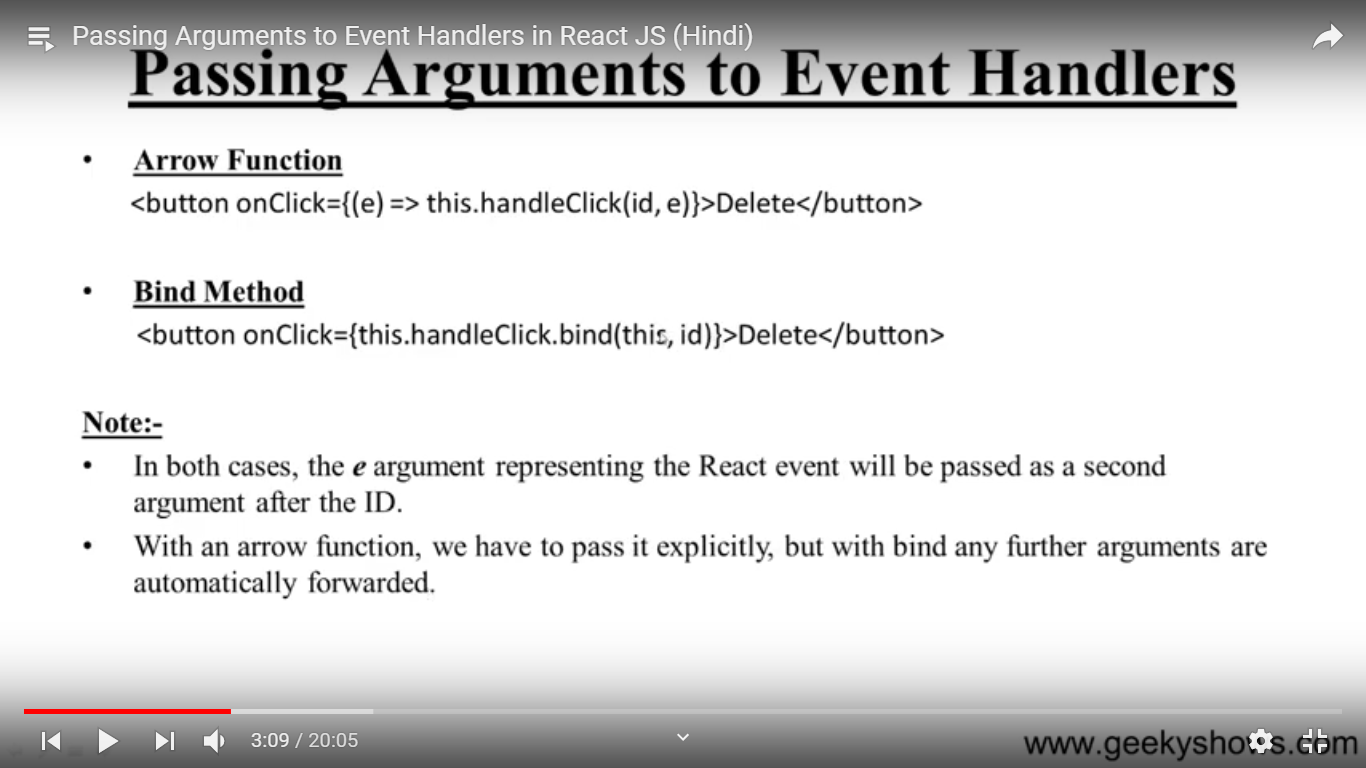 Passing Arguments to Event Handlers in React JS (Hindi)
Passing Arguments to Event Handlers
• Arrow Function
<button onClick={(e) => this.handleClick(id, e)}>Delete</button>
• Bind Method
<button onClick={this.handleClick.bind(this, id)}>Delete</button>
Note:-
• In both cases, the e argument representing the React event will be passed as a second
argument after the ID.
• With an arrow function, we have to pass it explicitly, but with bind any further arguments are
automatically forwarded.
3:09 / 20:05
www.geekyshows.com